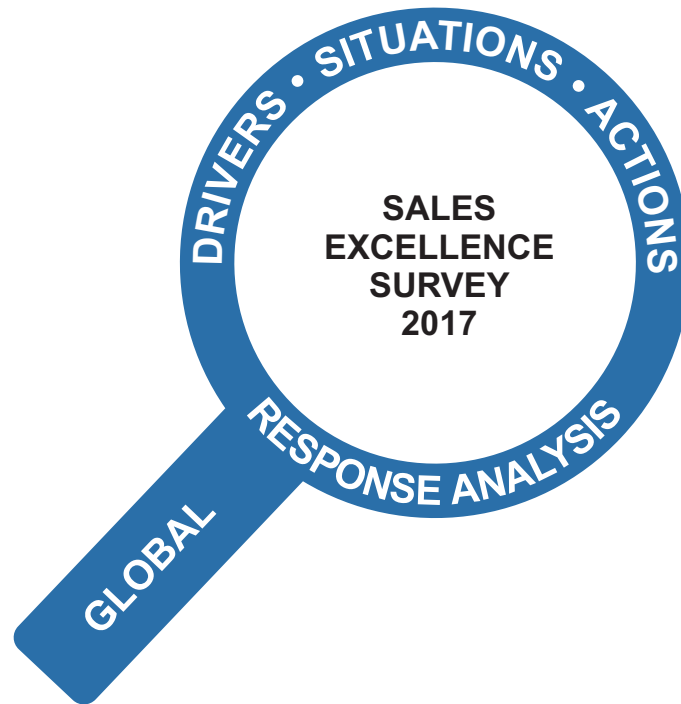 DRIVERS • SITUATIONS • ACTIONS
SALES
EXCELLENCE
SURVEY
2017
RESPONSE ANALYSIS
GLOBAL